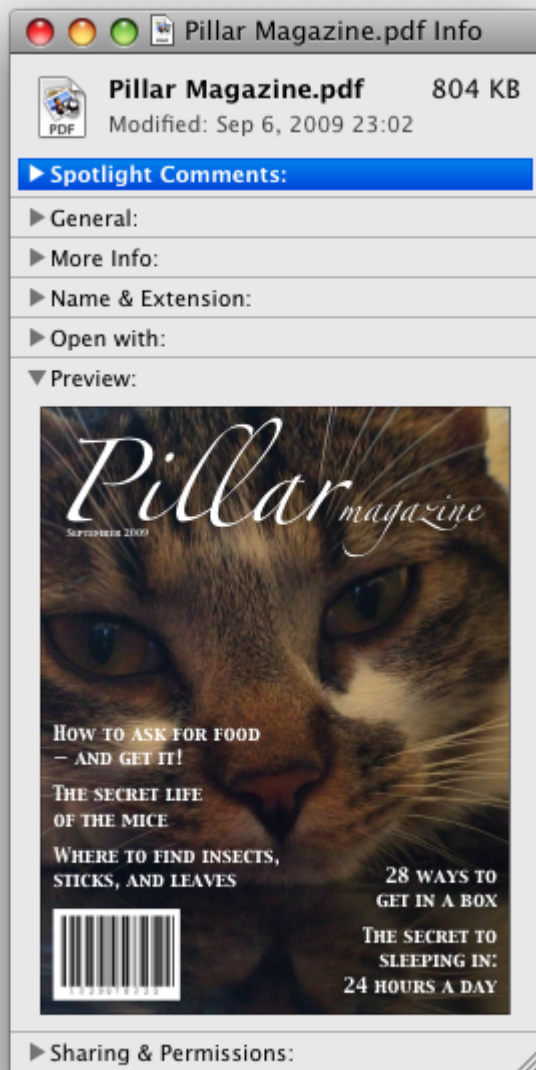 Pillar Magazine.pdf Info
Pillar Magazine.pdf 804 KB
Modified: Sep 6, 2009 23:02
PDF
Spotlight Comments:
General:
More Info:
Name & Extension:
Open with:
Preview:
Pillar magazine
September 2009
How to ask for food
– and get it!
The secret life
of the mice
Where to find insects,
sticks, and leaves
28 ways to
get in a box
The secret to
sleeping in:
24 hours a day
Sharing & Permissions: